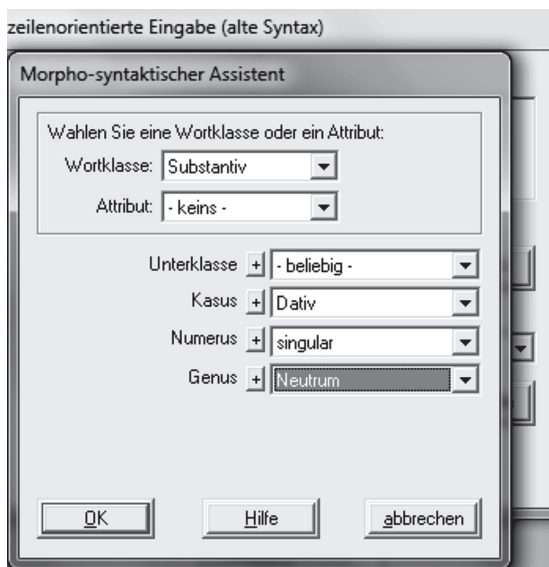 zeilenorientierte Eingabe (alte Syntax)
Morpho-syntaktischer Assistent
Wahlen Sie eine Wortklasse oder ein Attribut:
Wortklasse: Substantiv
Attribut: - keins -
Unterklasse + - beliebig -
Kasus + Dativ
Numerus + singular
Genus + Neutrum
OK Hilfe abbrechen